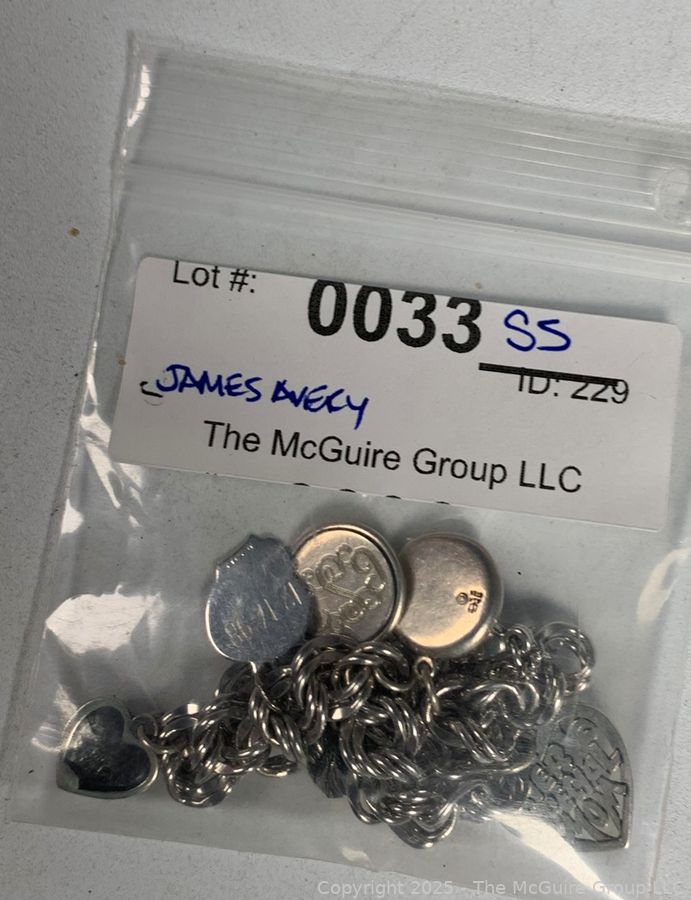 Lot #:
0033 SS
ID: 229
JAMES AVERY
The McGuire Group LLC
Copyright 2025 - The McGuire Group LLC